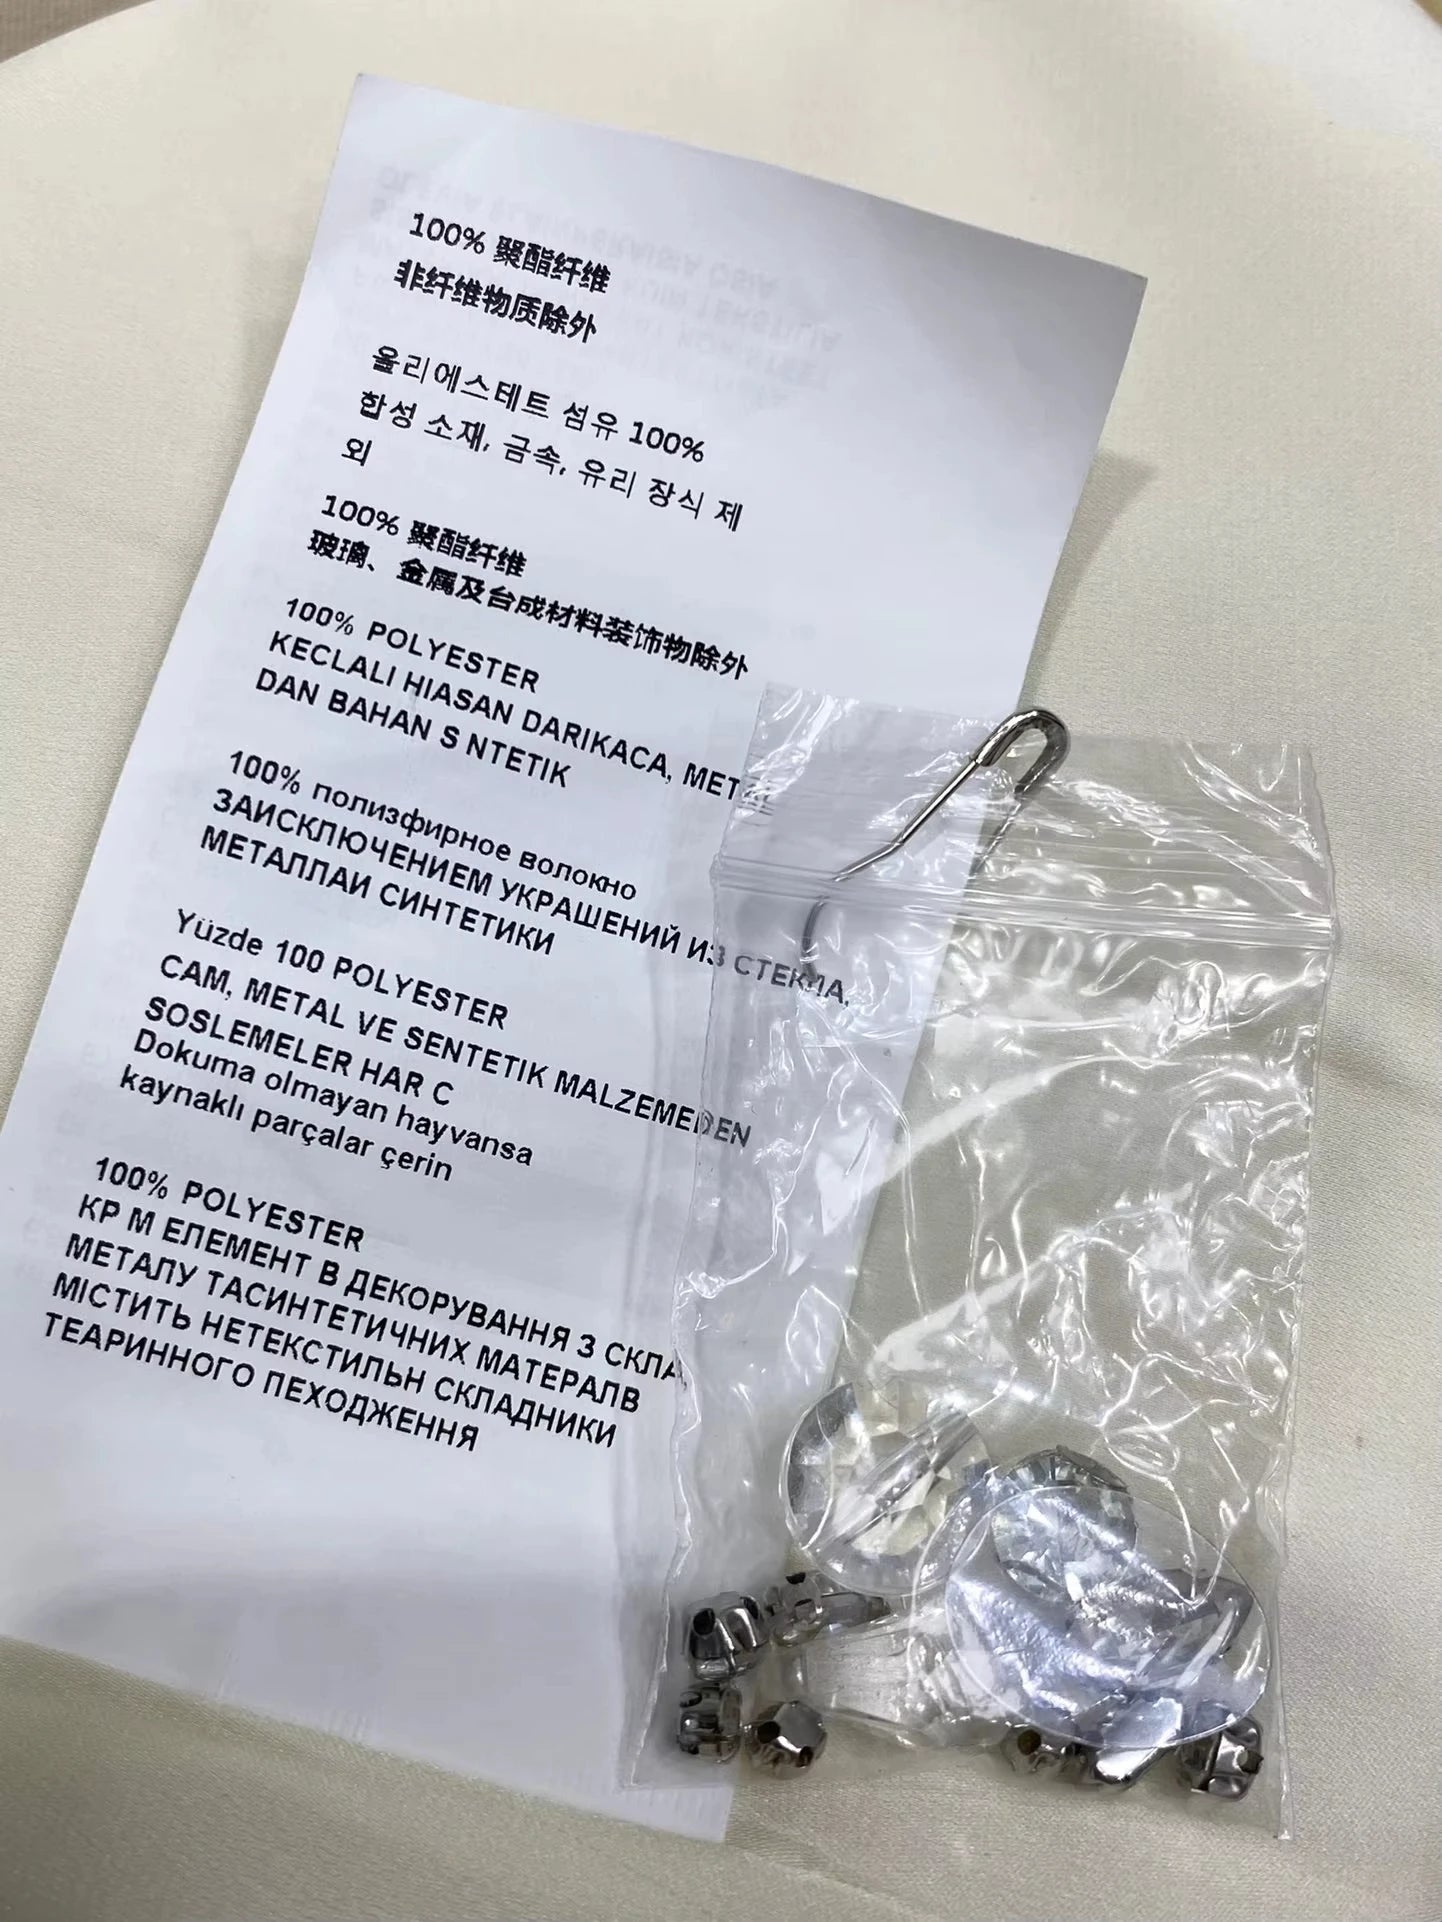 100% 聚酯纤维
非纤维物质除外
올리에스테트 섬유 100%
합성 소재, 금속, 유리 장식 제
외
100% 聚酯纤维
玻璃、金属及台成材料装饰物除外
100% POLYESTER
KECLALI HIASAN DARIKACA, METAL
DAN BAHAN S NTETIK
100% полизфирное волокно
ЗАИСКЛЮЧЕНИЕМ УКРАШЕНИЙ ИЗ СТЕКЛА,
МЕТАЛЛАИ СИНТЕТИКИ
Yüzde 100 POLYESTER
CAM, METAL VE SENTETIK MALZEMEDEN
SOSLEMELER HAR C
Dokuma olmayan hayvansa
kaynaklı parçalar çerin
100% POLYESTER
КР М ЕЛЕМЕНТ В ДЕКОРУВАННЯ З СКЛА,
МЕТАЛУ ТАСИНТЕТИЧНИХ МАТЕРАЛВ
МІСТИТЬ НЕТЕКСТИЛЬН СКЛАДНИКИ
ТЕАРИННОГО ПЕХОДЖЕННЯ